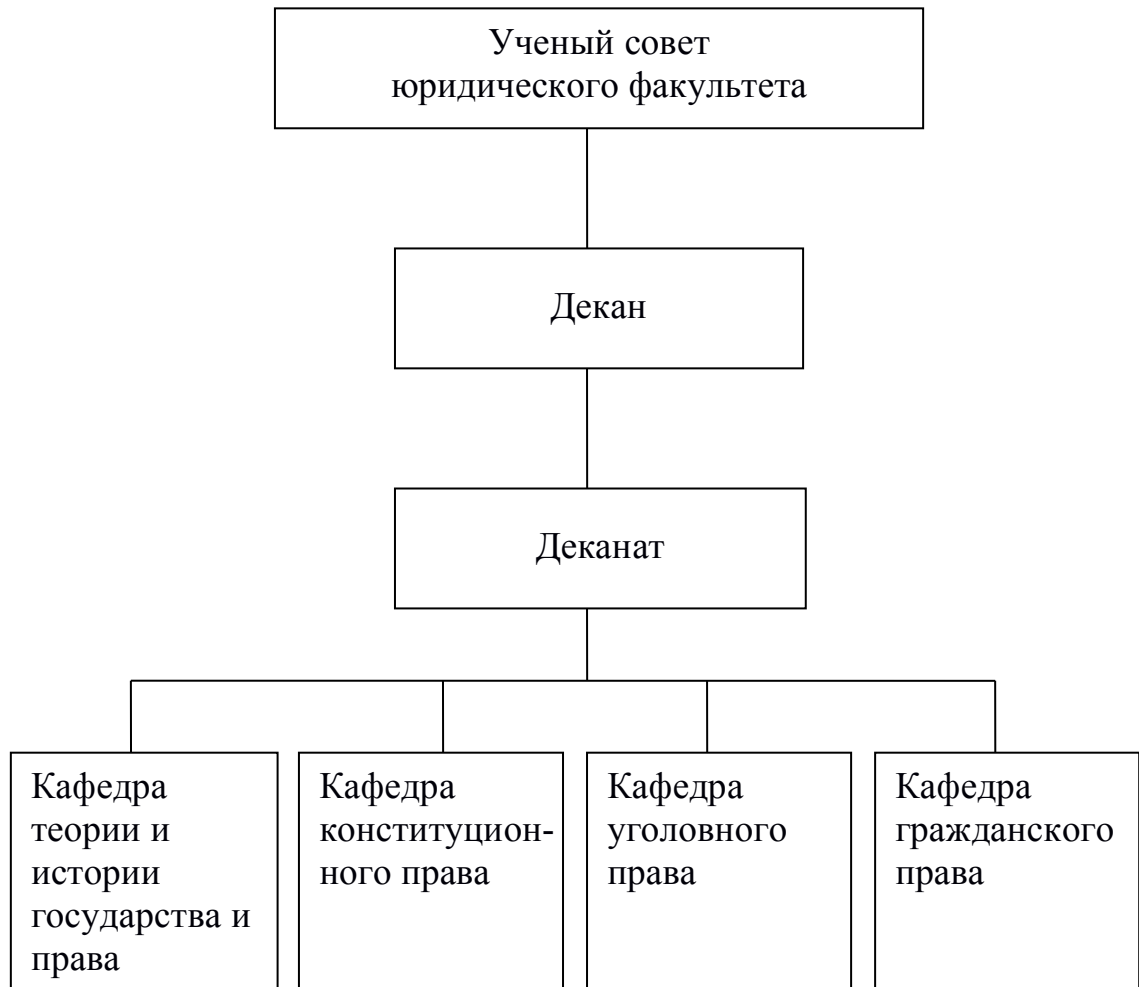 Ученый совет
юридического факультета
Декан
Деканат
Кафедра
теории и
истории
государства и
права
Кафедра
конституцион-
ного права
Кафедра
уголовного
права
Кафедра
гражданского
права